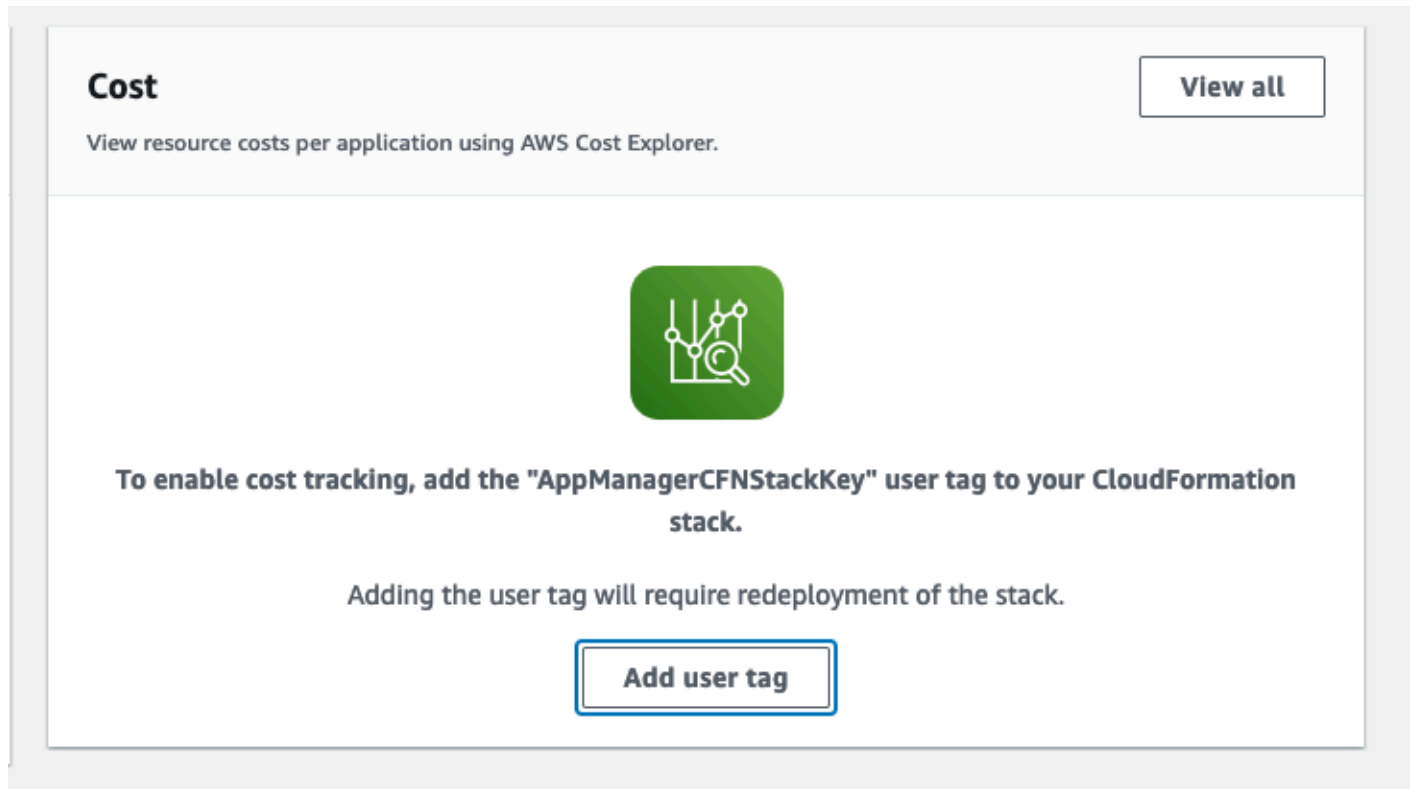 Cost
View all
View resource costs per application using AWS Cost Explorer.
To enable cost tracking, add the "AppManagerCFNStackKey" user tag to your CloudFormation
stack.
Adding the user tag will require redeployment of the stack.
Add user tag